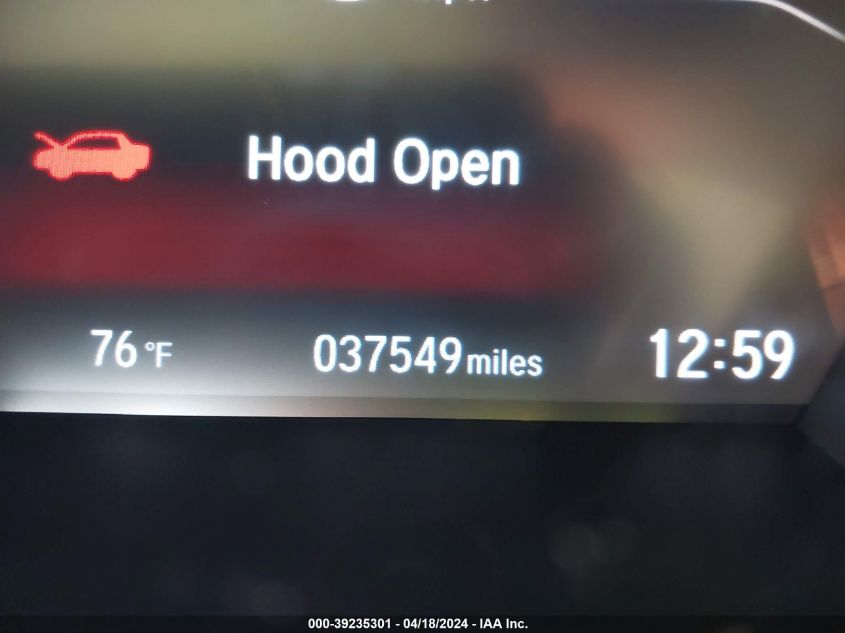 Hood Open
76 °F 037549 miles 12:59
000-39235301 - 04/18/2024 - IAA Inc.